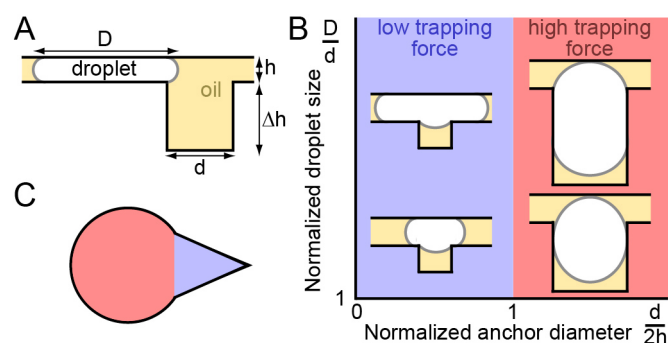 A
D
droplet
h
oil
Δh
d
B
D
d
low trapping
force
high trapping
force
Normalized droplet size
1
0
1
d
2h
Normalized anchor diameter
C